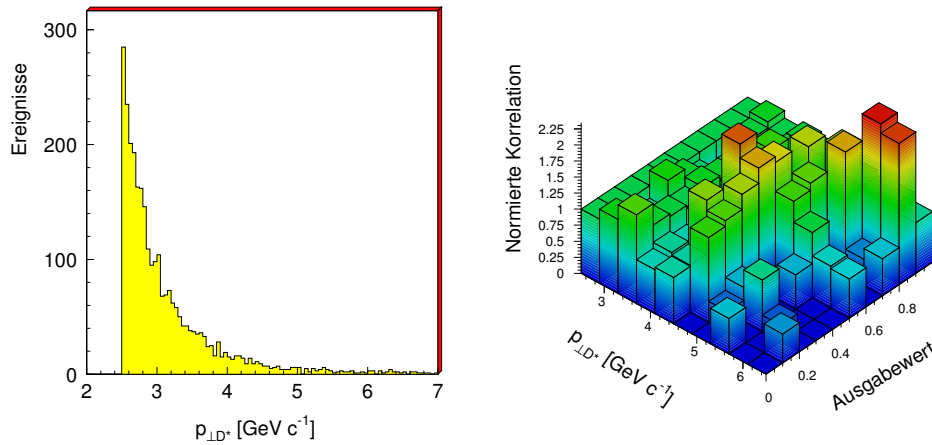 300
200
100
0
2 3 4 5 6 7
Ereignisse
p⊥D* [GeV c⁻¹]
2.25
2
1.75
1.5
1.25
1
0.75
0.5
0.25
0
Normierte Korrelation
3 4 5 6
p⊥D* [GeV c⁻¹]
0 0.2 0.4 0.6 0.8
Ausgabewert